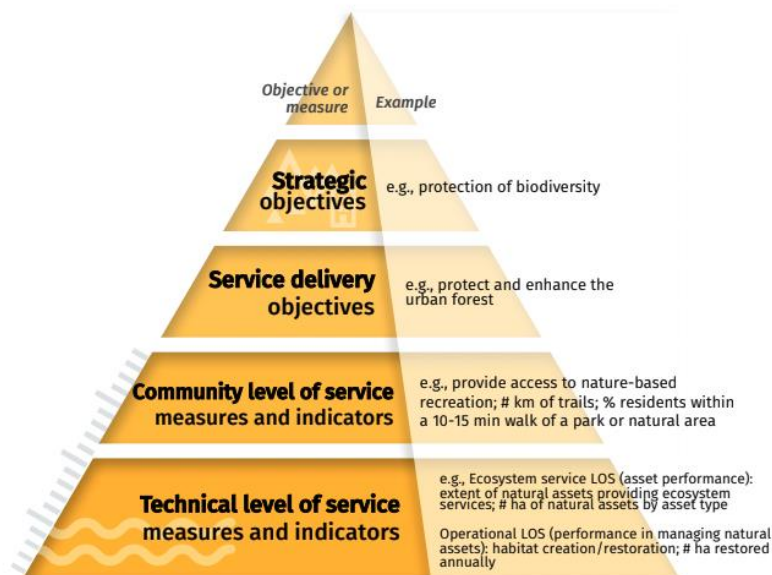 Objective or
measure
Example
Strategic
objectives
e.g., protection of biodiversity
Service delivery
objectives
e.g., protect and enhance the
urban forest
Community level of service
measures and indicators
e.g., provide access to nature-based
recreation; # km of trails; % residents within
a 10-15 min walk of a park or natural area
Technical level of service
measures and indicators
e.g., Ecosystem service LOS (asset performance):
extent of natural assets providing ecosystem
services; # ha of natural assets by asset type
Operational LOS (performance in managing natural
assets): habitat creation/restoration; # ha restored
annually